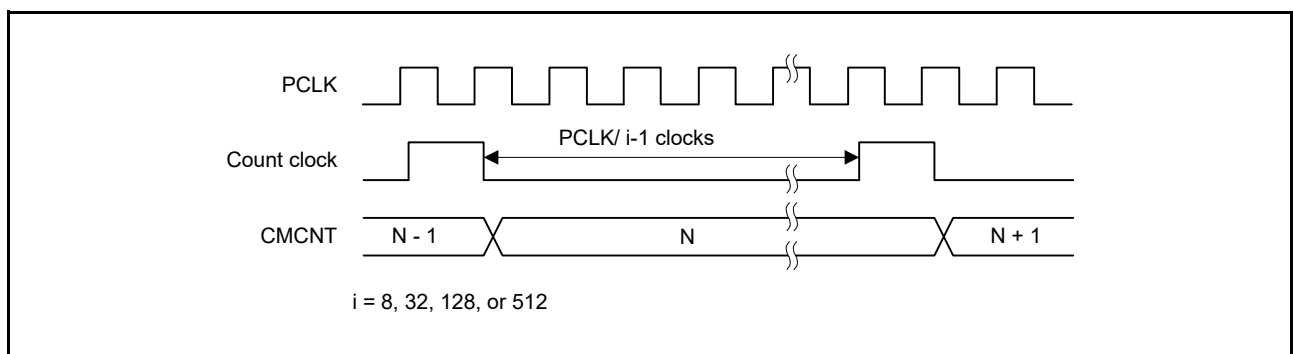 PCLK
PCLK/ i-1 clocks
Count clock
CMCNT
N - 1
N
N + 1
i = 8, 32, 128, or 512